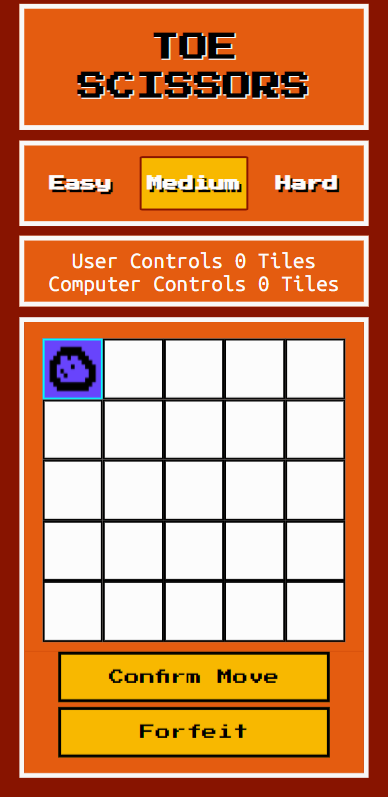 TOE
SCISSORS
Easy Medium Hard
User Controls 0 Tiles
Computer Controls 0 Tiles
Confirm Move
Forfeit